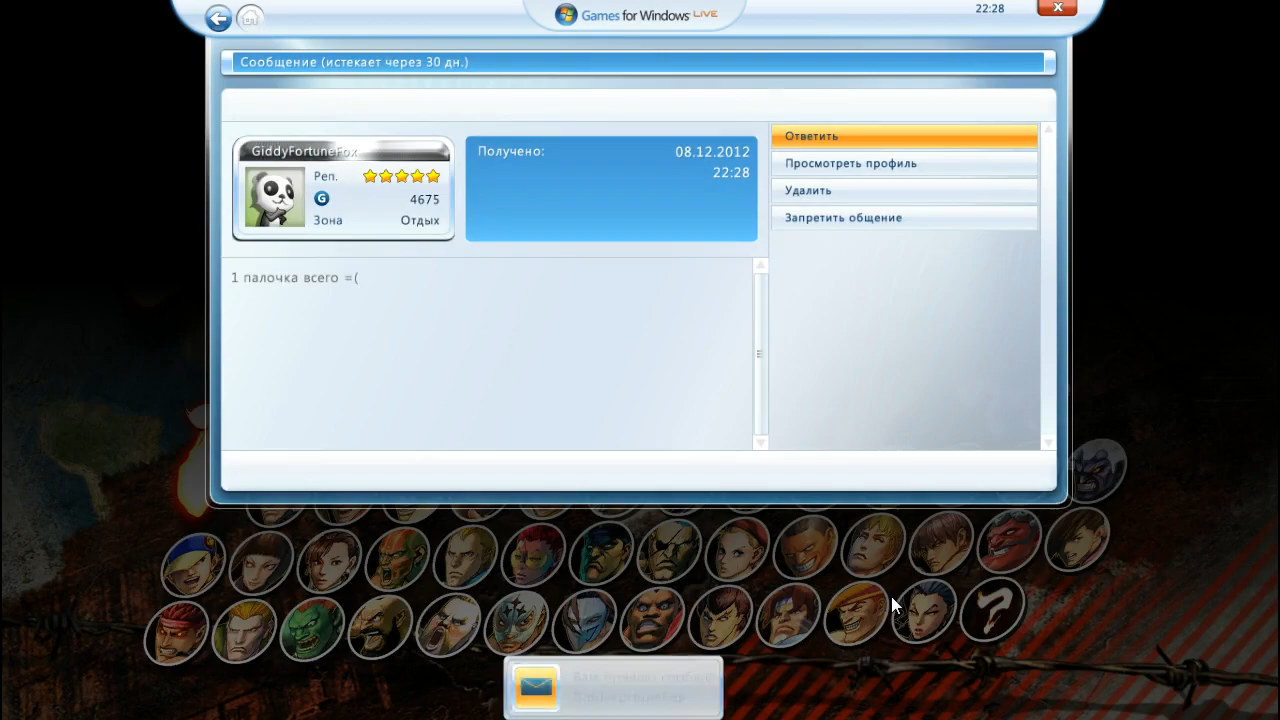 Games for Windows LIVE
22:28
Сообщение (истекает через 30 дн.)
GiddyFortuneFox
Реп.
G 4675
Зона Отдых
Получено: 08.12.2012
22:28
Ответить
Просмотреть профиль
Удалить
Запретить общение
1 палочка всего =(
?